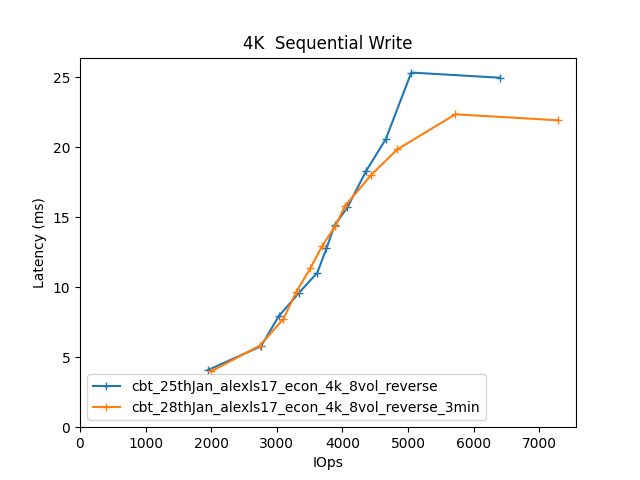 4K  Sequential Write
Latency (ms)
25
20
15
10
5
0
0 1000 2000 3000 4000 5000 6000 7000
IOps
cbt_25thJan_alexls17_econ_4k_8vol_reverse
cbt_28thJan_alexls17_econ_4k_8vol_reverse_3min